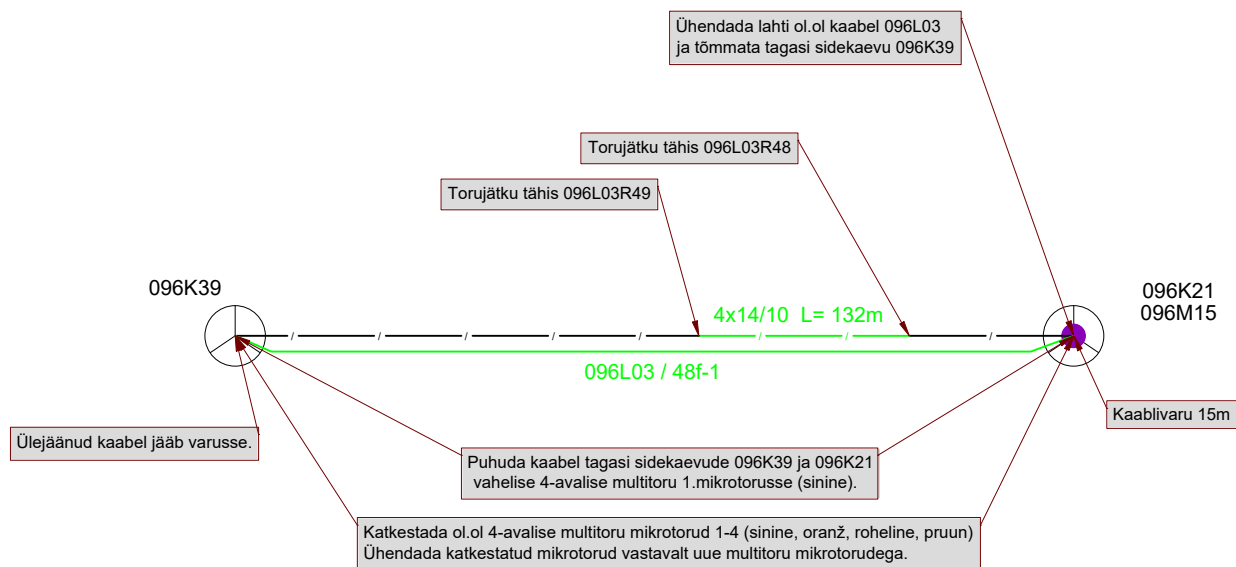 Ühendada lahti ol.ol kaabel 096L03
ja tõmmata tagasi sidekaevu 096K39
Torujätku tähis 096L03R48
Torujätku tähis 096L03R49
096K39
096K21
096M15
4x14/10 L= 132m
096L03 / 48f-1
Kaablivaru 15m
Ülejäänud kaabel jääb varusse.
Puhuda kaabel tagasi sidekaevude 096K39 ja 096K21
vahelise 4-avalise multitoru 1.mikrotorusse (sinine).
Katkestada ol.ol 4-avalise multitoru mikrotorud 1-4 (sinine, oranž, roheline, pruun)
Ühendada katkestatud mikrotorud vastavalt uue multitoru mikrotorudega.